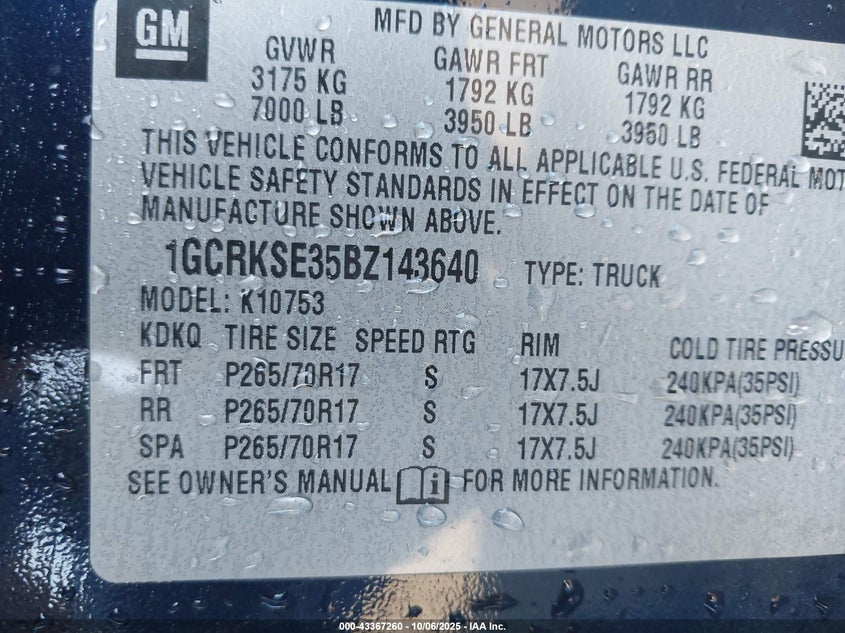 GM
MFD BY GENERAL MOTORS LLC
GVWR GAWR FRT GAWR RR
3175 KG 1792 KG 1792 KG
7000 LB 3950 LB 3950 LB
THIS VEHICLE CONFORMS TO ALL APPLICABLE U.S. FEDERAL MOT
VEHICLE SAFETY STANDARDS IN EFFECT ON THE DATE OF
MANUFACTURE SHOWN ABOVE.
1GCRKSE35BZ143640 TYPE: TRUCK
MODEL: K10753
KDKQ TIRE SIZE SPEED RTG RIM COLD TIRE PRESSU
FRT P265/70R17 S 17X7.5J 240KPA(35PSI)
RR P265/70R17 S 17X7.5J 240KPA(35PSI)
SPA P265/70R17 S 17X7.5J 240KPA(35PSI)
SEE OWNER'S MANUAL i FOR MORE INFORMATION.
000-43367260 - 10/06/2025 - IAA Inc.